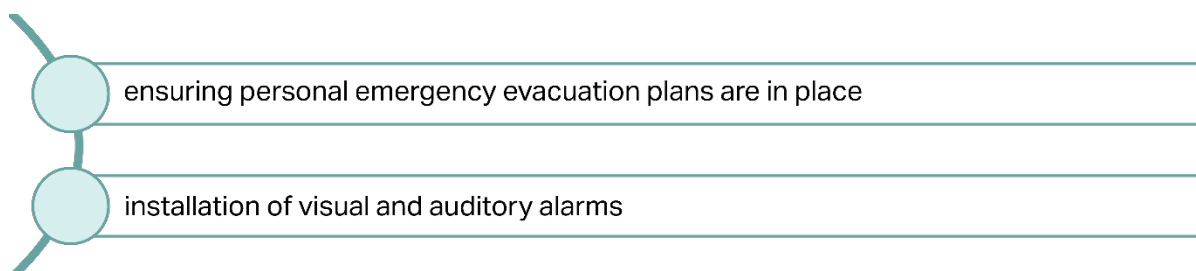 ensuring personal emergency evacuation plans are in place
installation of visual and auditory alarms